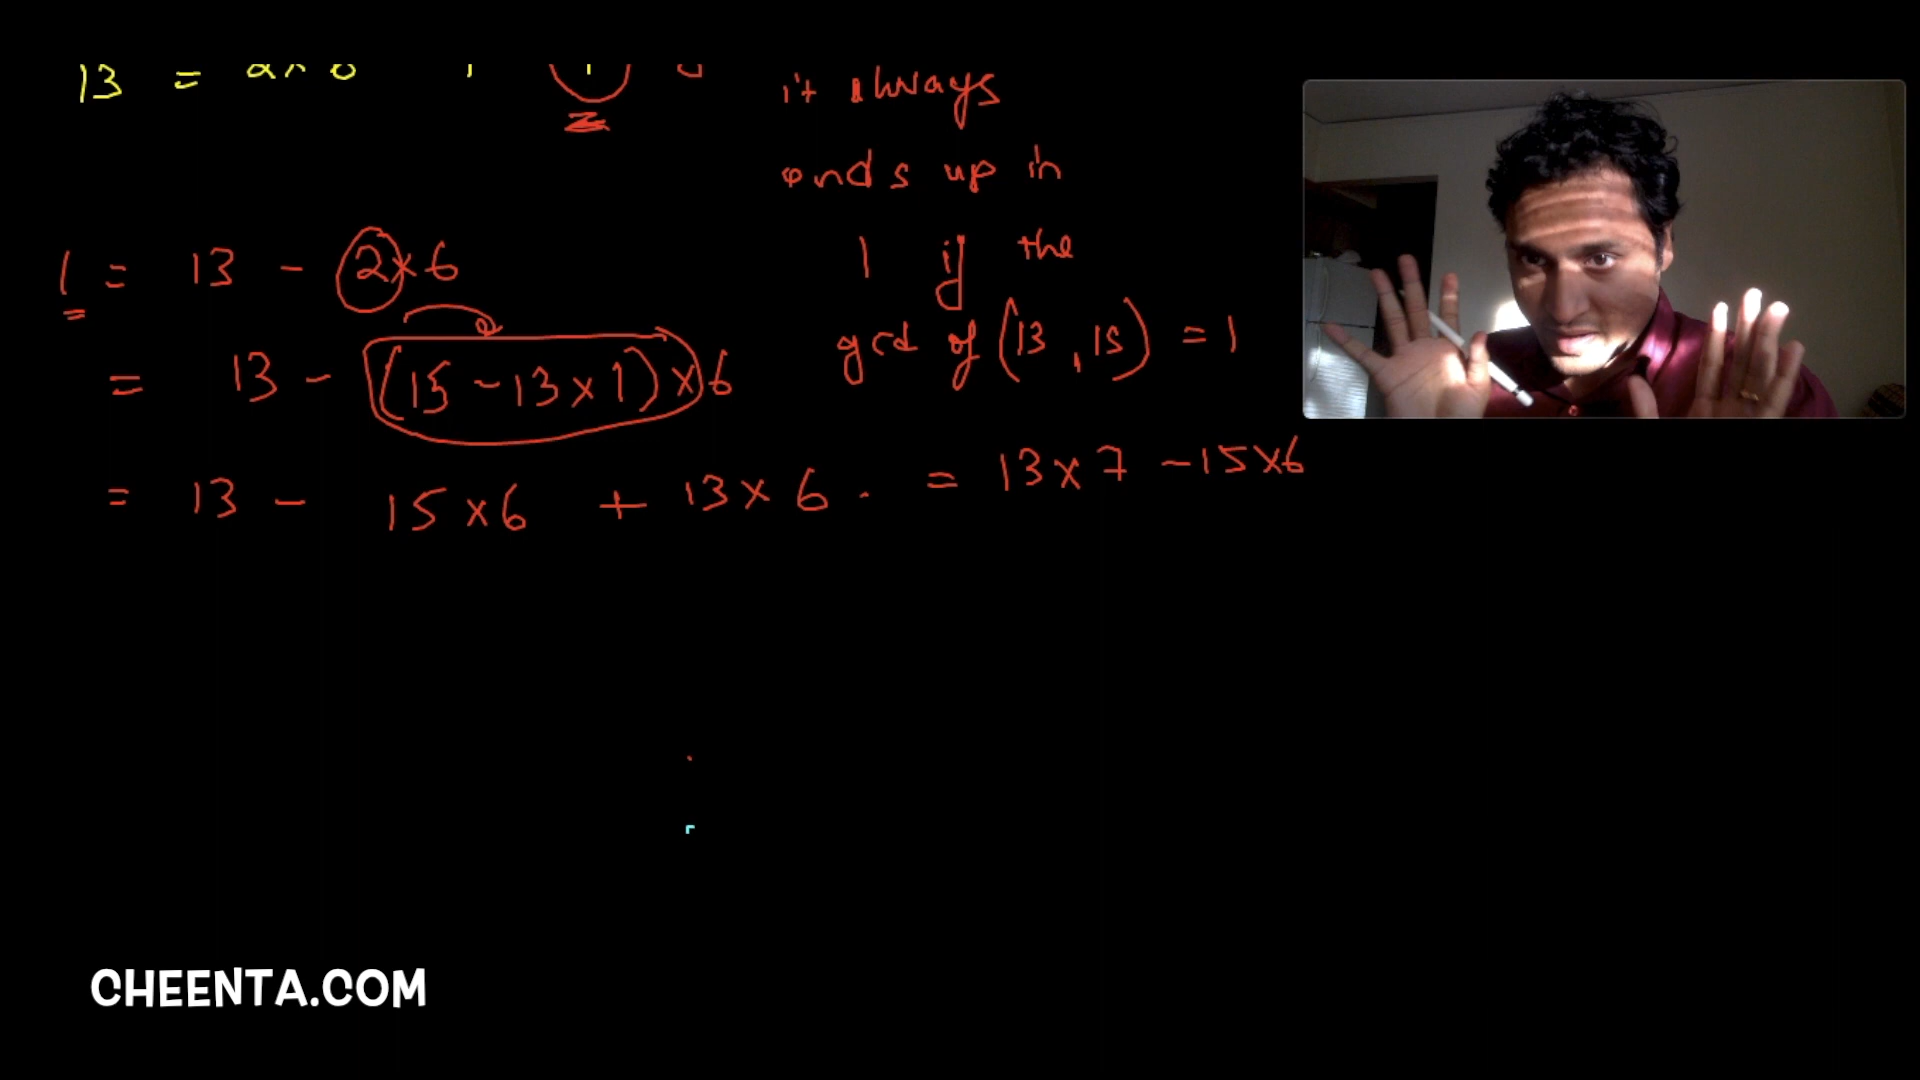 13 =
it always
ends up in
1 if the
gcd of (13, 15) = 1
1 = 13 - 2×6
= 13 - (15 - 13×1)×6
= 13 - 15×6 + 13×6. = 13×7 - 15×6
CHEENTA.COM